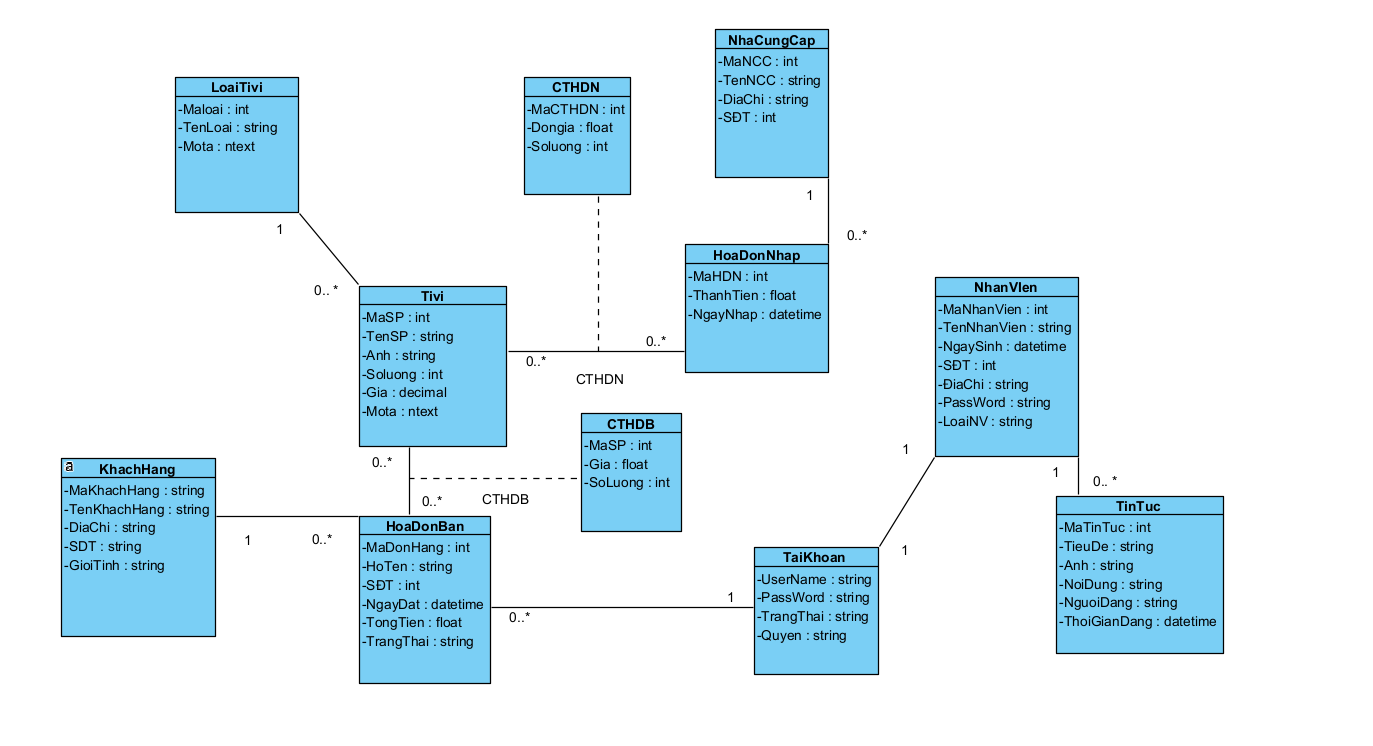 NhaCungCap
-MaNCC : int
-TenNCC : string
-DiaChi : string
-SĐT : int
LoaiTivi
-Maloai : int
-TenLoai : string
-Mota : ntext
CTHDN
-MaCTHDN : int
-Dongia : float
-Soluong : int
1
0..*
1
0.. *
HoaDonNhap
-MaHDN : int
-ThanhTien : float
-NgayNhap : datetime
Tivi
-MaSP : int
-TenSP : string
-Anh : string
-Soluong : int
-Gia : decimal
-Mota : ntext
0..*
0..*
CTHDN
NhanVIen
-MaNhanVien : int
-TenNhanVien : string
-NgaySinh : datetime
-SĐT : int
-ĐiaChi : string
-PassWord : string
-LoaiNV : string
CTHDB
-MaSP : int
-Gia : float
-SoLuong : int
0..*
0..*
CTHDB
a
KhachHang
-MaKhachHang : string
-TenKhachHang : string
-DiaChi : string
-SDT : string
-GioiTinh : string
1
0..*
HoaDonBan
-MaDonHang : int
-HoTen : string
-SĐT : int
-NgayDat : datetime
-TongTien : float
-TrangThai : string
0..*
1
TaiKhoan
-UserName : string
-PassWord : string
-TrangThai : string
-Quyen : string
1
1
1
0.. *
TinTuc
-MaTinTuc : int
-TieuDe : string
-Anh : string
-NoiDung : string
-NguoiDang : string
-ThoiGianDang : datetime